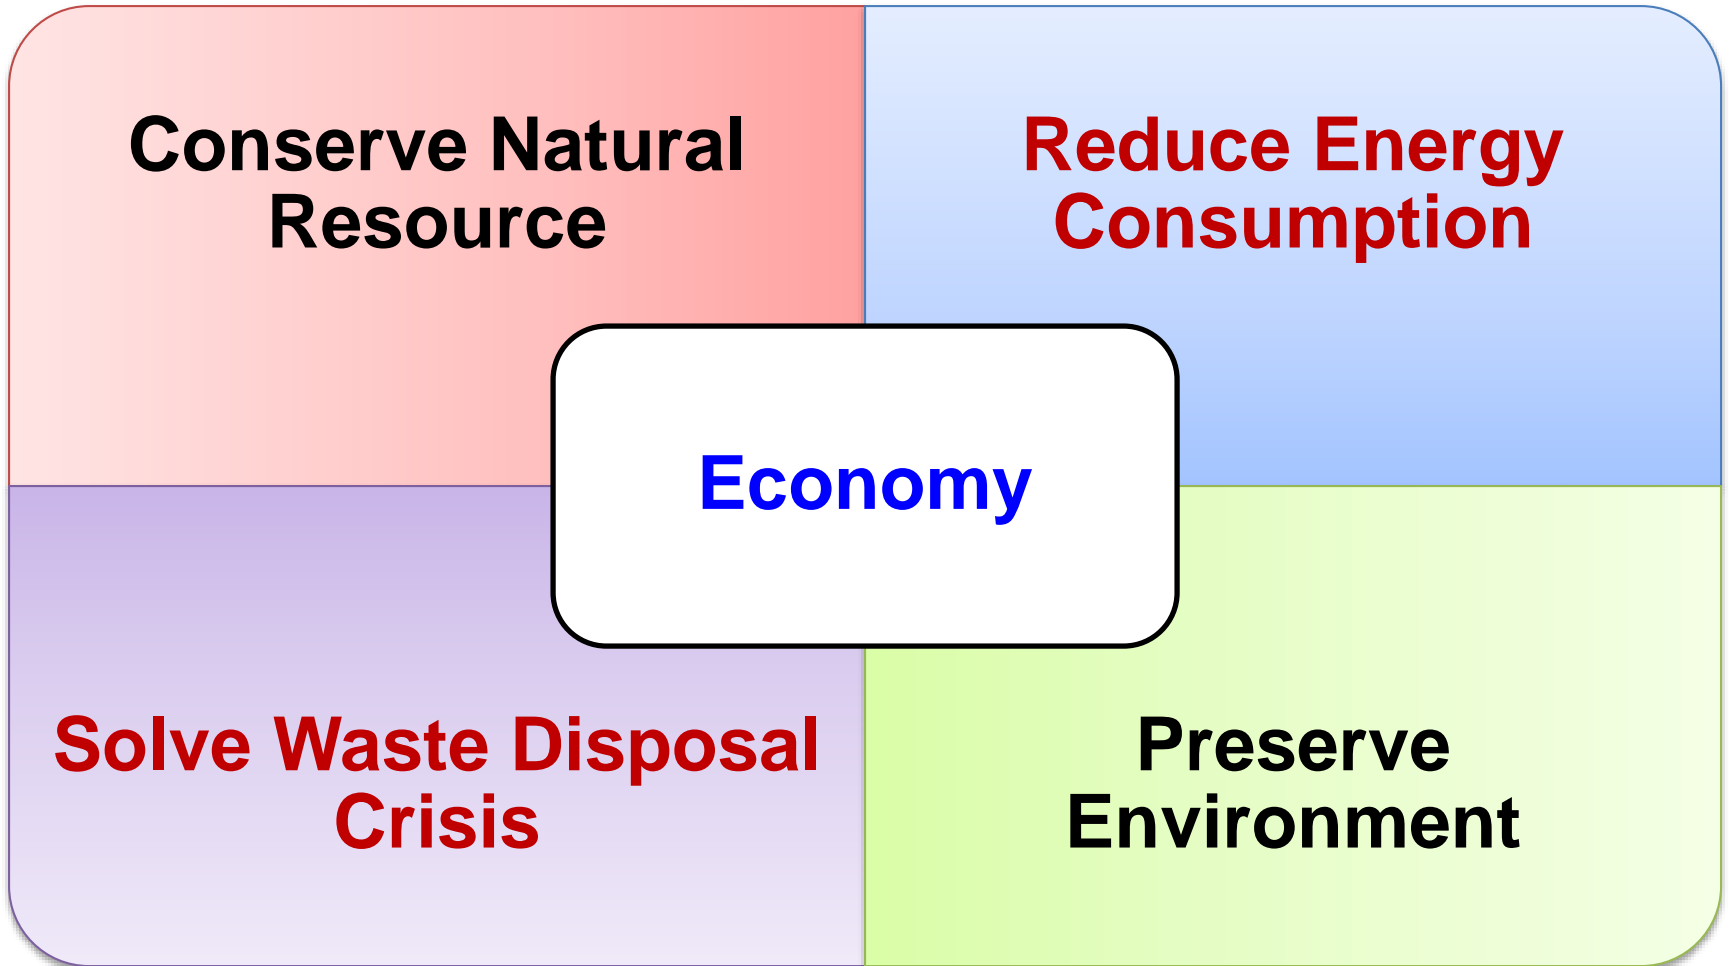 Conserve Natural
Resource
Reduce Energy
Consumption
Economy
Solve Waste Disposal
Crisis
Preserve
Environment